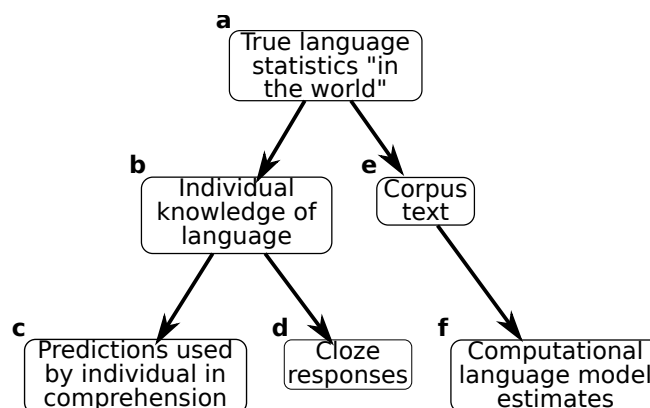 a
True language
statistics "in
the world"
b
Individual
knowledge of
language
e
Corpus
text
c
Predictions used
by individual in
comprehension
d
Cloze
responses
f
Computational
language model
estimates